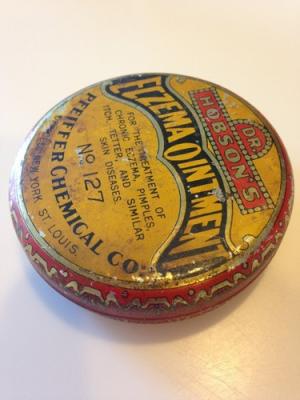 DR.
HOBSON'S
ECZEMA OINTMENT
FOR THE TREATMENT OF
CHRONIC ECZEMA, PIMPLES,
ITCH, TETTER, AND SIMILAR
SKIN DISEASES.
No 127
PFEIFFER CHEMICAL CO.
NEW YORK ST. LOUIS.